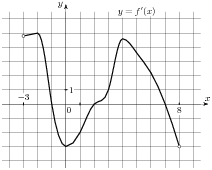 y y = f′(x)
1
x
−3 0 8